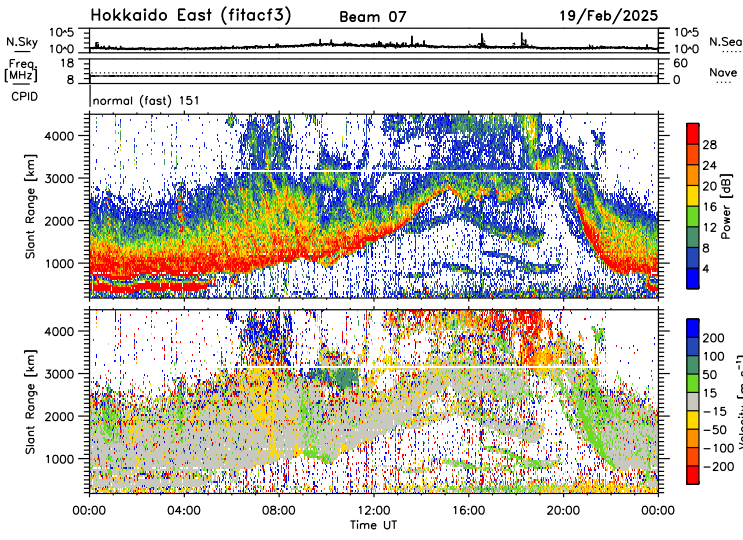 Hokkaido East (fitacf3) Beam 07 19/Feb/2025
N.Sky 10^5 10^0 10^5 10^0 N.Sea
Freq. [MHz] 18 8 60 0 Nave
CPID normal (fast) 151
Slant Range [km] 4000 3000 2000 1000
28 24 20 16 12 8 4 Power [dB]
Slant Range [km] 4000 3000 2000 1000
200 100 50 15 -15 -50 -100 -200 Velocity [m s^-1]
00:00 04:00 08:00 12:00 16:00 20:00 00:00
Time UT